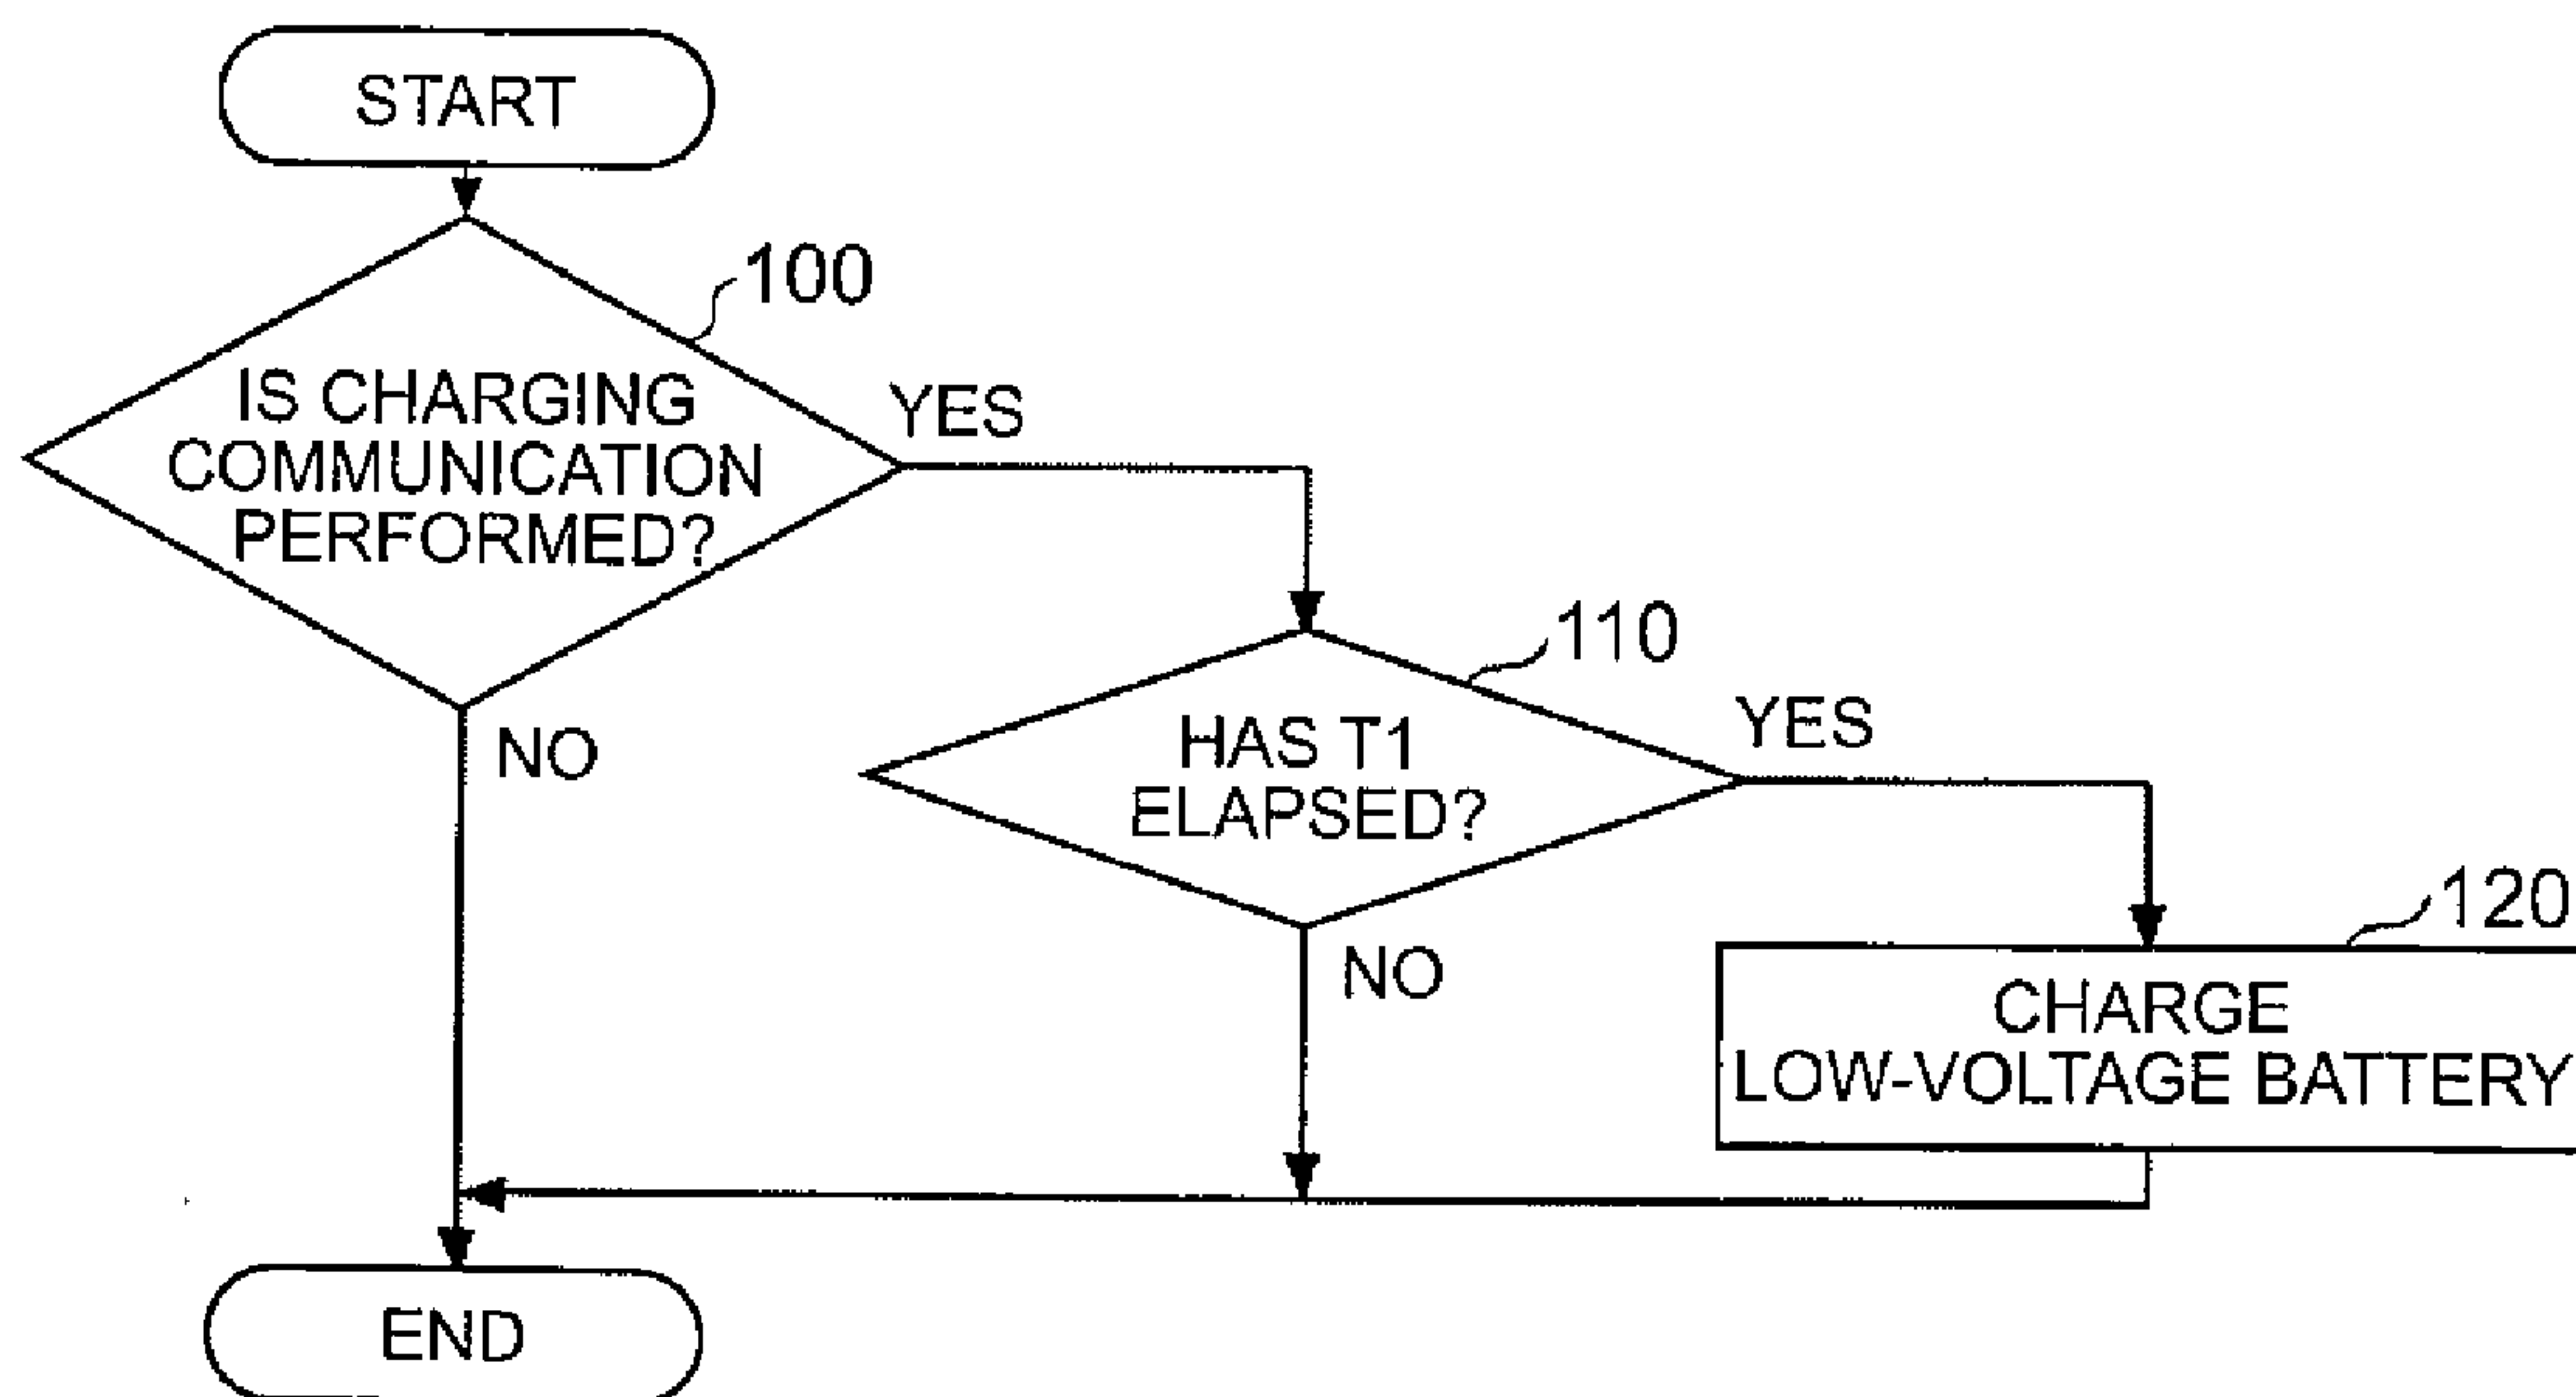 START
100
IS CHARGING
COMMUNICATION
PERFORMED?
YES
NO
110
HAS T1
ELAPSED?
YES
NO
120
CHARGE
LOW-VOLTAGE BATTERY
END